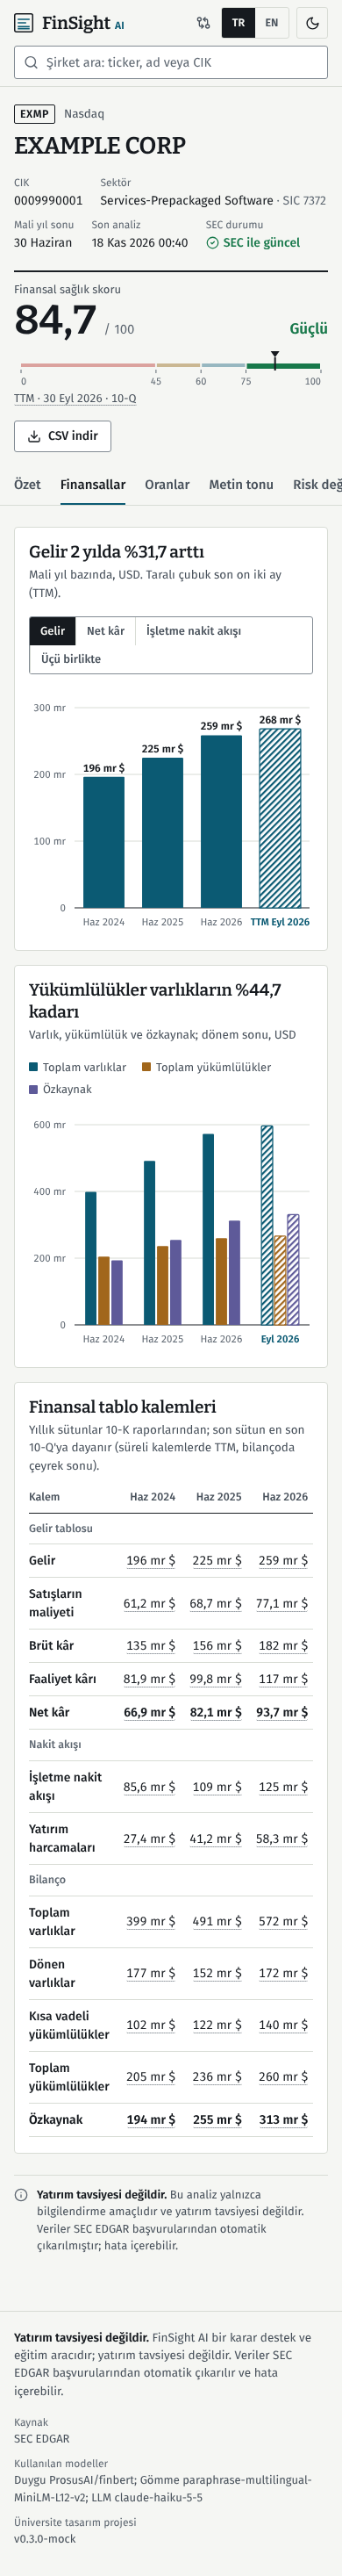 FinSight AI
TR EN
Şirket ara: ticker, ad veya CIK
EXMP Nasdaq
EXAMPLE CORP
CIK Sektör
0009990001 Services-Prepackaged Software · SIC 7372
Mali yıl sonu Son analiz SEC durumu
30 Haziran 18 Kas 2026 00:40 SEC ile güncel
Finansal sağlık skoru
84,7 / 100 Güçlü
0 45 60 75 100
TTM · 30 Eyl 2026 · 10-Q
CSV indir
Özet Finansallar Oranlar Metin tonu Risk değ
Gelir 2 yılda %31,7 arttı
Mali yıl bazında, USD. Taralı çubuk son on iki ay
(TTM).
Gelir Net kâr İşletme nakit akışı
Üçü birlikte
300 mr
200 mr
100 mr
0
196 mr $ 225 mr $ 259 mr $ 268 mr $
Haz 2024 Haz 2025 Haz 2026 TTM Eyl 2026
Yükümlülükler varlıkların %44,7
kadarı
Varlık, yükümlülük ve özkaynak; dönem sonu, USD
Toplam varlıklar Toplam yükümlülükler
Özkaynak
600 mr
400 mr
200 mr
0
Haz 2024 Haz 2025 Haz 2026 Eyl 2026
Finansal tablo kalemleri
Yıllık sütunlar 10-K raporlarından; son sütun en son
10-Q'ya dayanır (süreli kalemlerde TTM, bilançoda
çeyrek sonu).
Kalem Haz 2024 Haz 2025 Haz 2026
Gelir tablosu
Gelir 196 mr $ 225 mr $ 259 mr $
Satışların
maliyeti 61,2 mr $ 68,7 mr $ 77,1 mr $
Brüt kâr 135 mr $ 156 mr $ 182 mr $
Faaliyet kârı 81,9 mr $ 99,8 mr $ 117 mr $
Net kâr 66,9 mr $ 82,1 mr $ 93,7 mr $
Nakit akışı
İşletme nakit
akışı 85,6 mr $ 109 mr $ 125 mr $
Yatırım
harcamaları 27,4 mr $ 41,2 mr $ 58,3 mr $
Bilanço
Toplam
varlıklar 399 mr $ 491 mr $ 572 mr $
Dönen
varlıklar 177 mr $ 152 mr $ 172 mr $
Kısa vadeli
yükümlülükler 102 mr $ 122 mr $ 140 mr $
Toplam
yükümlülükler 205 mr $ 236 mr $ 260 mr $
Özkaynak 194 mr $ 255 mr $ 313 mr $
Yatırım tavsiyesi değildir. Bu analiz yalnızca
bilgilendirme amaçlıdır ve yatırım tavsiyesi değildir.
Veriler SEC EDGAR başvurularından otomatik
çıkarılmıştır; hata içerebilir.
Yatırım tavsiyesi değildir. FinSight AI bir karar destek ve
eğitim aracıdır; yatırım tavsiyesi değildir. Veriler SEC
EDGAR başvurularından otomatik çıkarılır ve hata
içerebilir.
Kaynak
SEC EDGAR
Kullanılan modeller
Duygu ProsusAI/finbert; Gömme paraphrase-multilingual-
MiniLM-L12-v2; LLM claude-haiku-5-5
Üniversite tasarım projesi
v0.3.0-mock